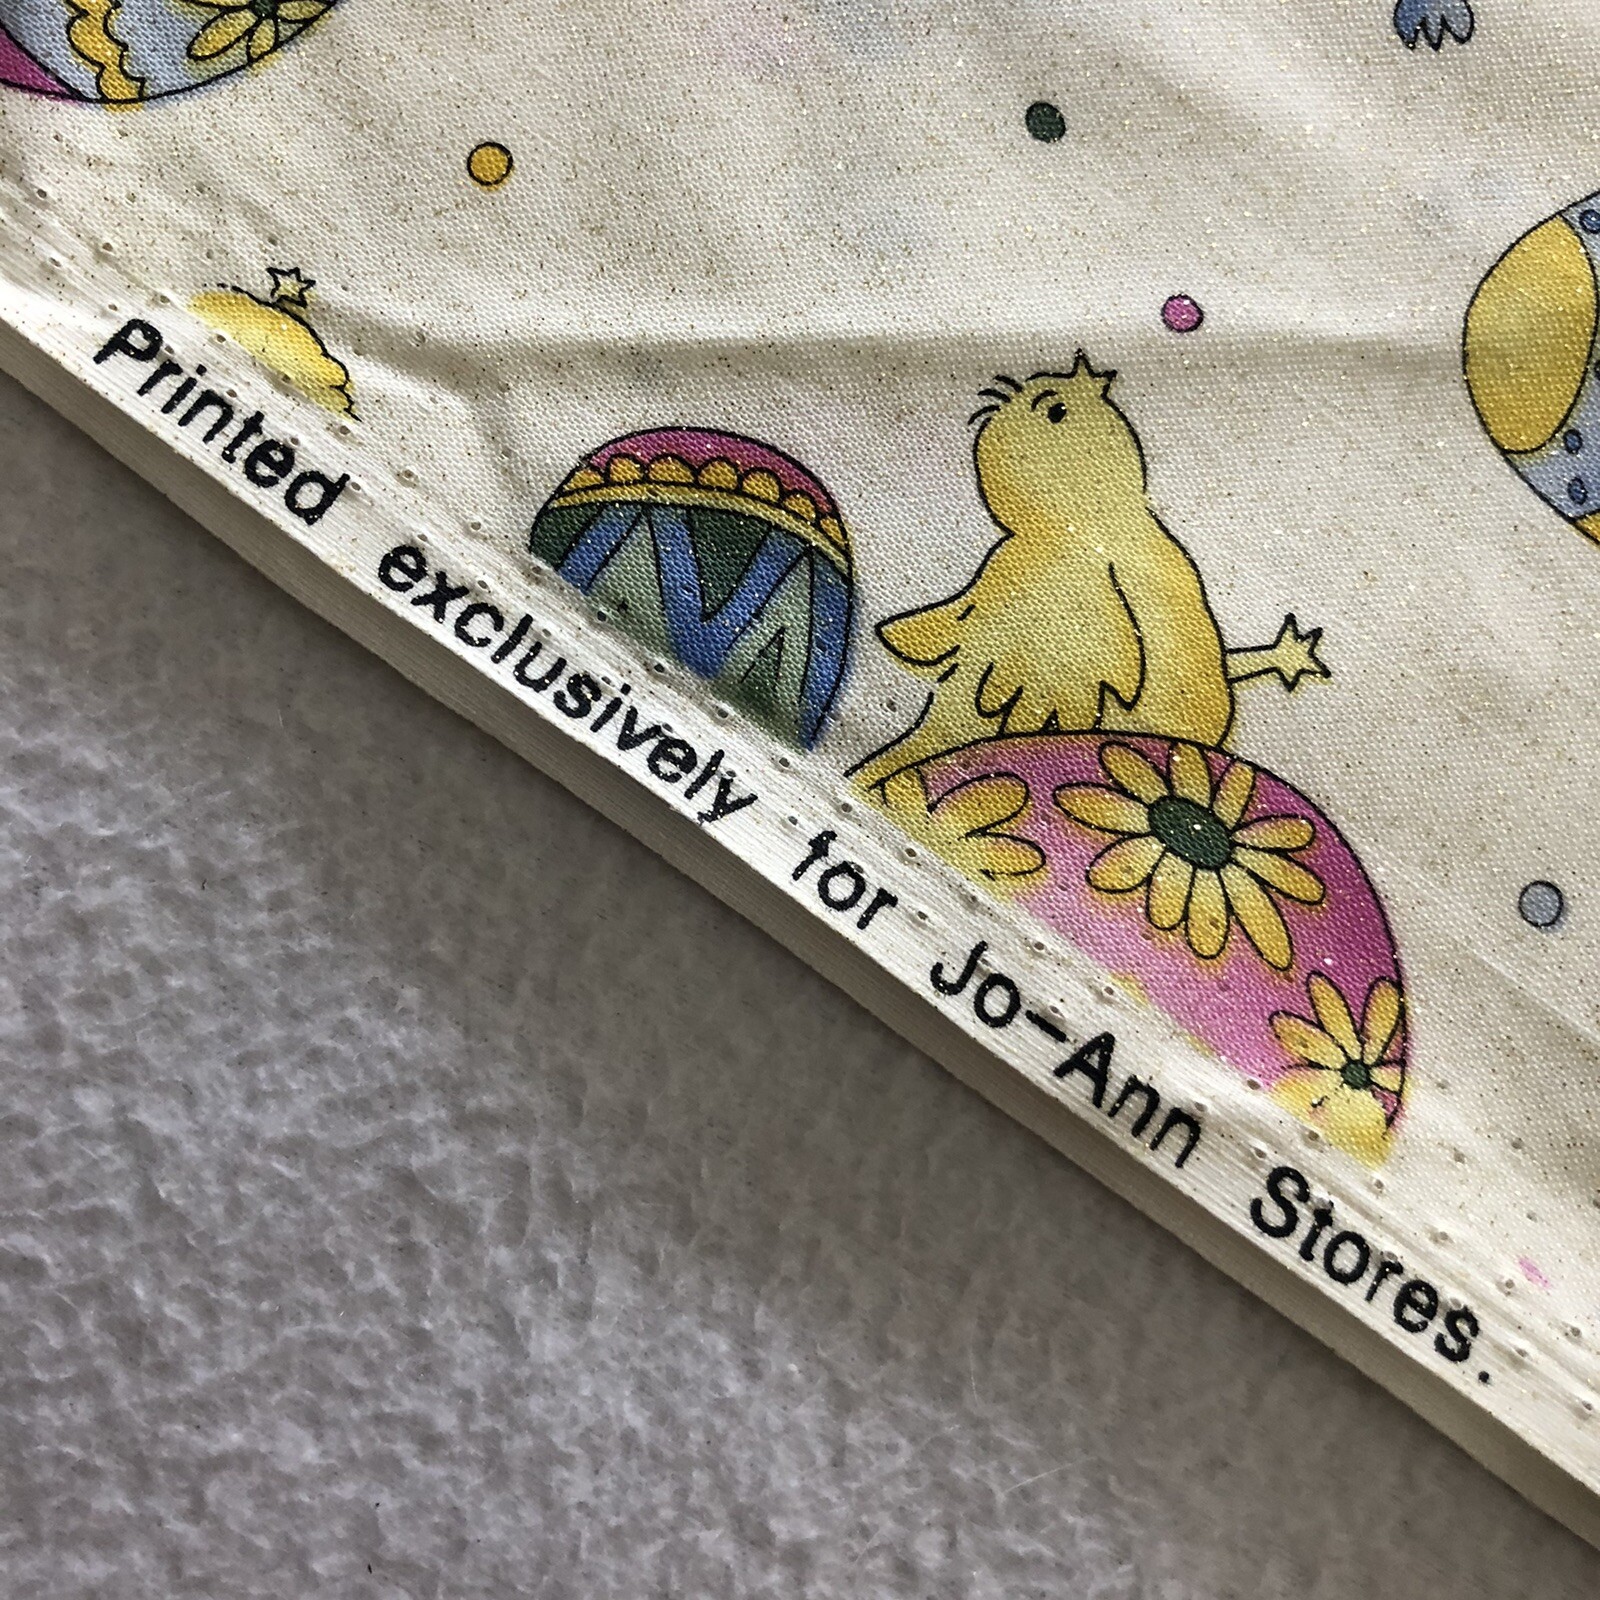 Printed exclusively for Jo-Ann Stores.